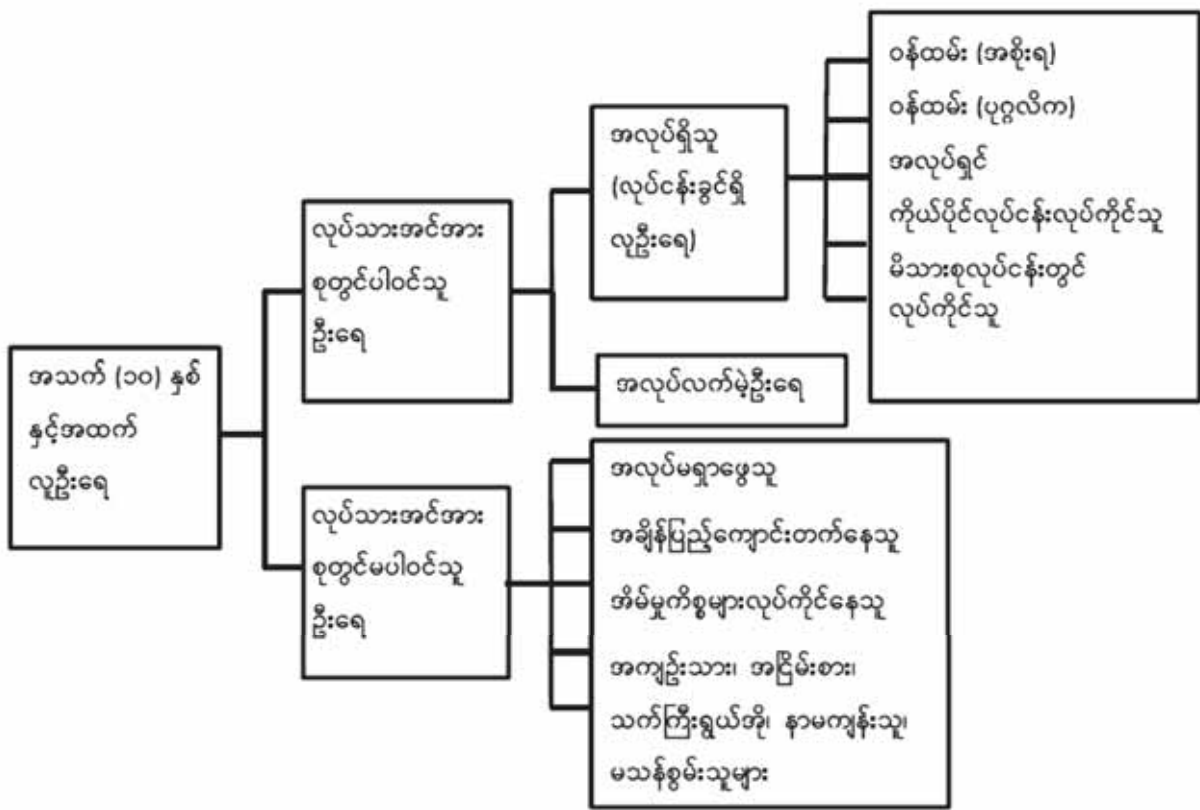 အသက် (၁၀) နှစ်
နှင့်အထက်
လူဦးရေ
လုပ်သားအင်အား
စုတွင်ပါဝင်သူ
ဦးရေ
အလုပ်ရှိသူ
(လုပ်ငန်းခွင်ရှိ
လူဦးရေ)
ဝန်ထမ်း (အစိုးရ)
ဝန်ထမ်း (ပုဂ္ဂလိက)
အလုပ်ရှင်
ကိုယ်ပိုင်လုပ်ငန်းလုပ်ကိုင်သူ
မိသားစုလုပ်ငန်းတွင်
လုပ်ကိုင်သူ
အလုပ်လက်မဲ့ဦးရေ
လုပ်သားအင်အား
စုတွင်မပါဝင်သူ
ဦးရေ
အလုပ်မရှာဖွေသူ
အချိန်ပြည့်ကျောင်းတက်နေသူ
အိမ်မှုကိစ္စများလုပ်ကိုင်နေသူ
အကျဉ်းသား၊ အငြိမ်းစား၊
သက်ကြီးရွယ်အို၊ နာမကျန်းသူ၊
မသန်စွမ်းသူများ